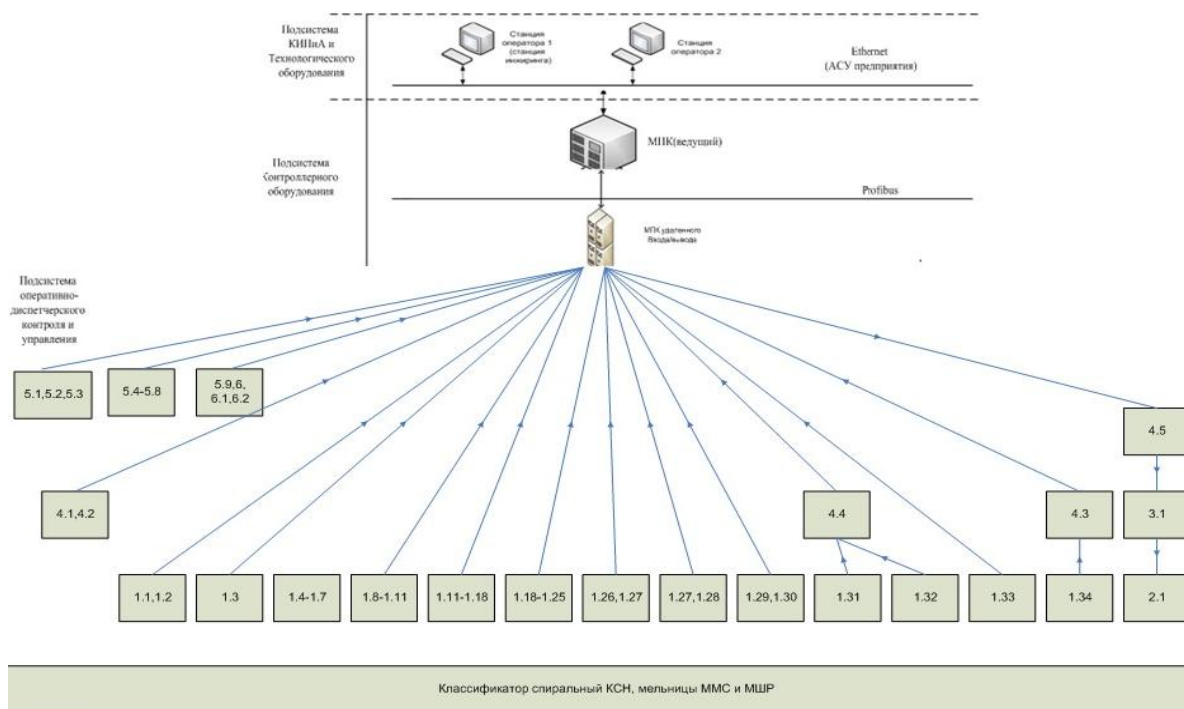 Подсистема
КИПиА и
Технологического
оборудования
Станция
оператора 1
(станция
инжиринга)
Станция
оператора 2
Ethernet
(АСУ предприятия)
МПК(ведущий)
Подсистема
Контроллерного
оборудования
Profibus
МПК удаленного
Ввода/вывода
Подсистема
оперативно-
диспетчерского
контроля и
управления
5.1,5.2,5.3
5.4-5.8
5.9,6,
6.1,6.2
4.5
4.1,4.2
4.4
4.3
3.1
1.1,1.2
1.3
1.4-1.7
1.8-1.11
1.11-1.18
1.18-1.25
1.26,1.27
1.27,1.28
1.29,1.30
1.31
1.32
1.33
1.34
2.1
Классификатор спиральный КСН, мельницы ММС и МШР